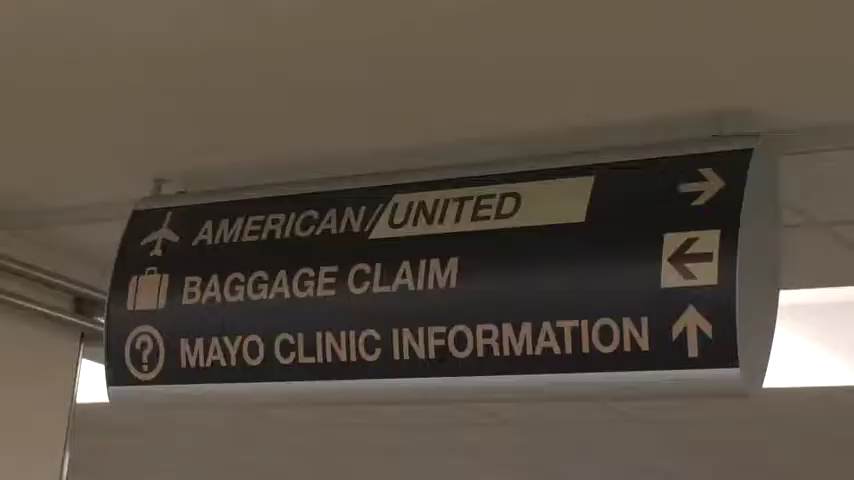 AMERICAN/UNITED
BAGGAGE CLAIM
? MAYO CLINIC INFORMATION